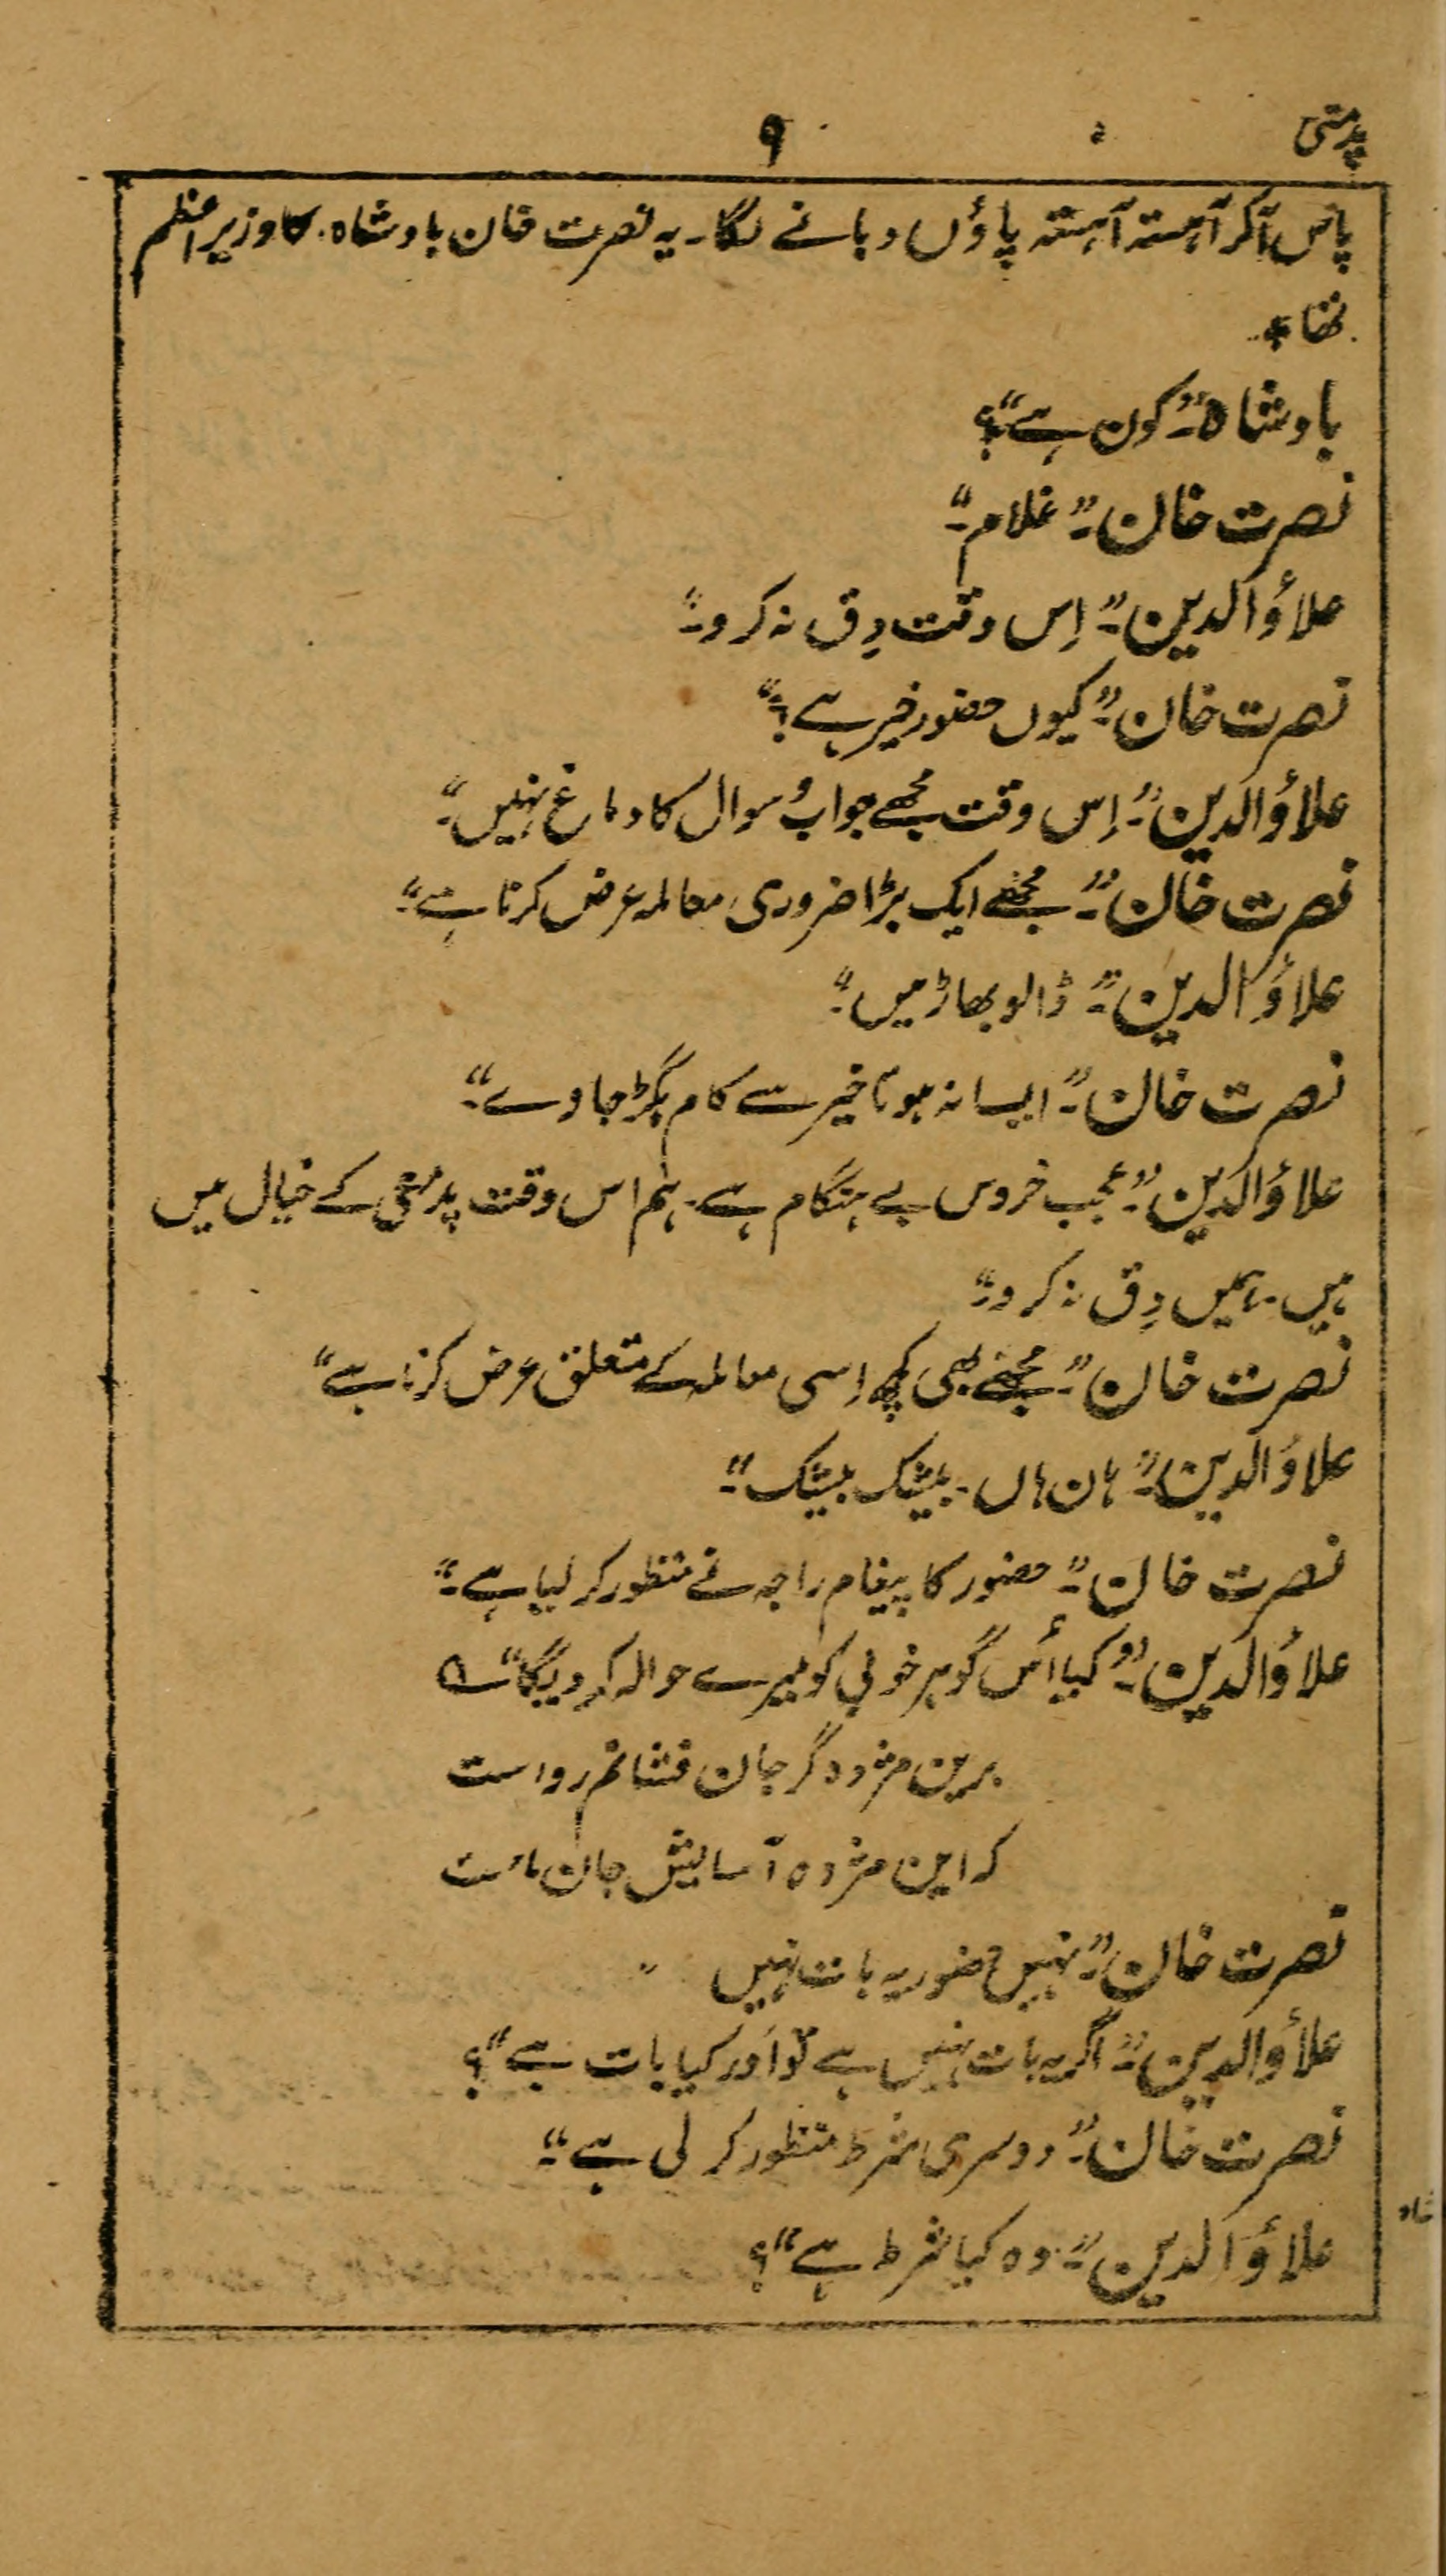 پدمنی ۹
پاس آکر آہستہ آہستہ پاؤں دبانے لگا۔ یہ نصرت خان بادشاہ کا وزیر اعظم
تھا ؞
بادشاہ۔ "کون ہے"؟
نصرت خان۔ "غلام۔"
علاؤالدین۔ "اِس وقت دِق نہ کرو۔"
نصرت خان۔ "کیوں حضور خیر ہے؟"
علاؤالدین۔ "اِس وقت مجھے جواب و سوال کا دماغ نہیں۔"
نصرت خان۔ "مجھے ایک بڑا ضروری معاملہ عرض کرنا ہے۔"
علاؤالدین۔ "ڈالو بھاڑ میں۔"
نصرت خان۔ "ایسا نہ ہو تاخیر سے کام بگڑ جاوے۔"
علاؤالدین۔ "عجب خروس بے ہنگام ہے۔ ہم اس وقت پدمنی کے خیال میں
ہیں۔ ہمیں دِق نہ کرو۔"
نصرت خان۔ "مجھے بھی کچھ اِسی معاملہ کے متعلق عرض کرنا ہے"
علاؤالدین۔ "ہان ہاں۔ بیشک بیشک۔"
نصرت خان۔ "حضور کا پیغام راجہ نے منظور کر لیا ہے۔"
علاؤالدین۔ "کیا اُس گوہر خوبی کو میرے حوالہ کر دیگا"؎
برین مژدہ گر جان فشانم رواست
کہ این مژدہ آسایش جان ماست
نصرت خان۔ "نہیں حضور یہ بات نہیں "
علاؤالدین۔ "اگر یہ بات نہیں ہے تو اَور کیا بات ہے"؟
نصرت خان۔ "دوسری شرط منظور کر لی ہے۔"
علاؤالدین۔ "وہ کیا شرط ہے"؟